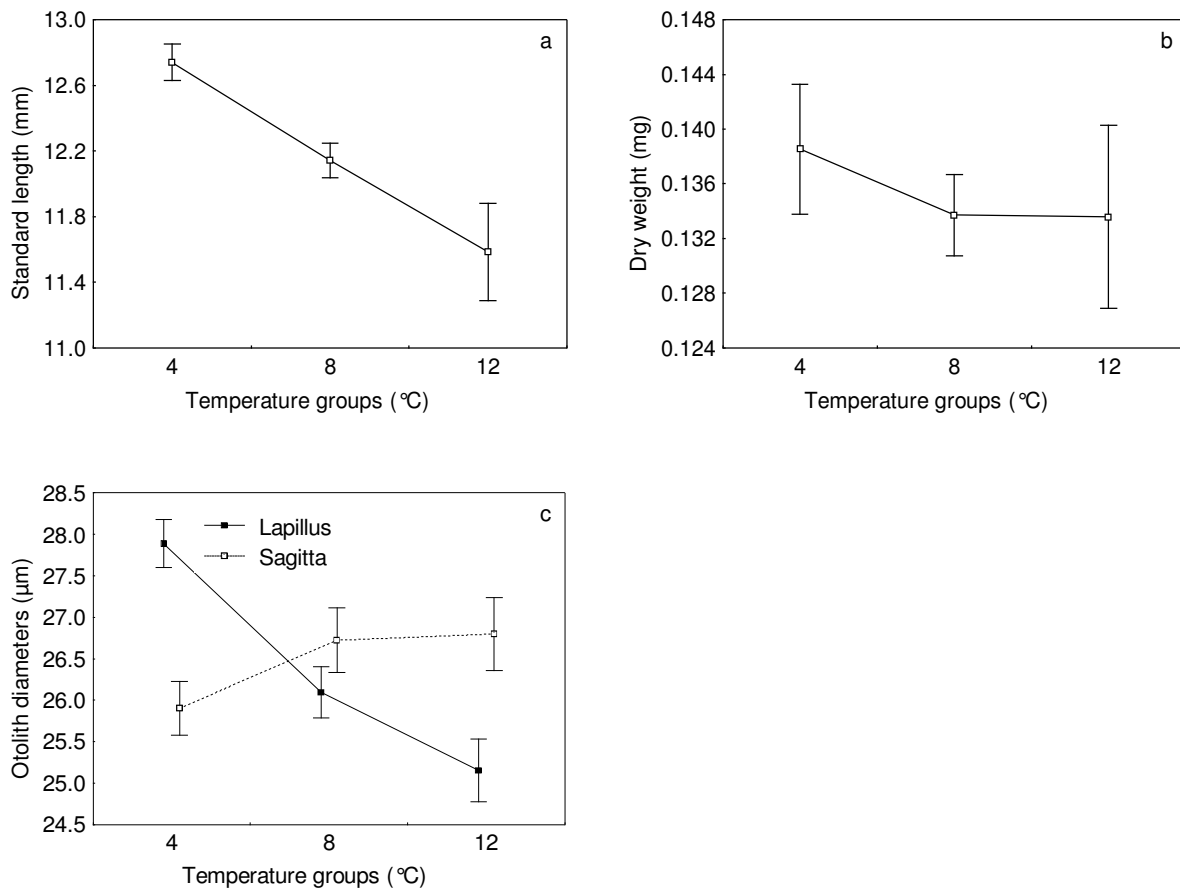 a
Standard length (mm)
13.0
12.6
12.2
11.8
11.4
11.0
4 8 12
Temperature groups (°C)
b
Dry weight (mg)
0.148
0.144
0.140
0.136
0.132
0.128
0.124
4 8 12
Temperature groups (°C)
c
Lapillus
Sagitta
Otolith diameters (µm)
28.5
28.0
27.5
27.0
26.5
26.0
25.5
25.0
24.5
4 8 12
Temperature groups (°C)